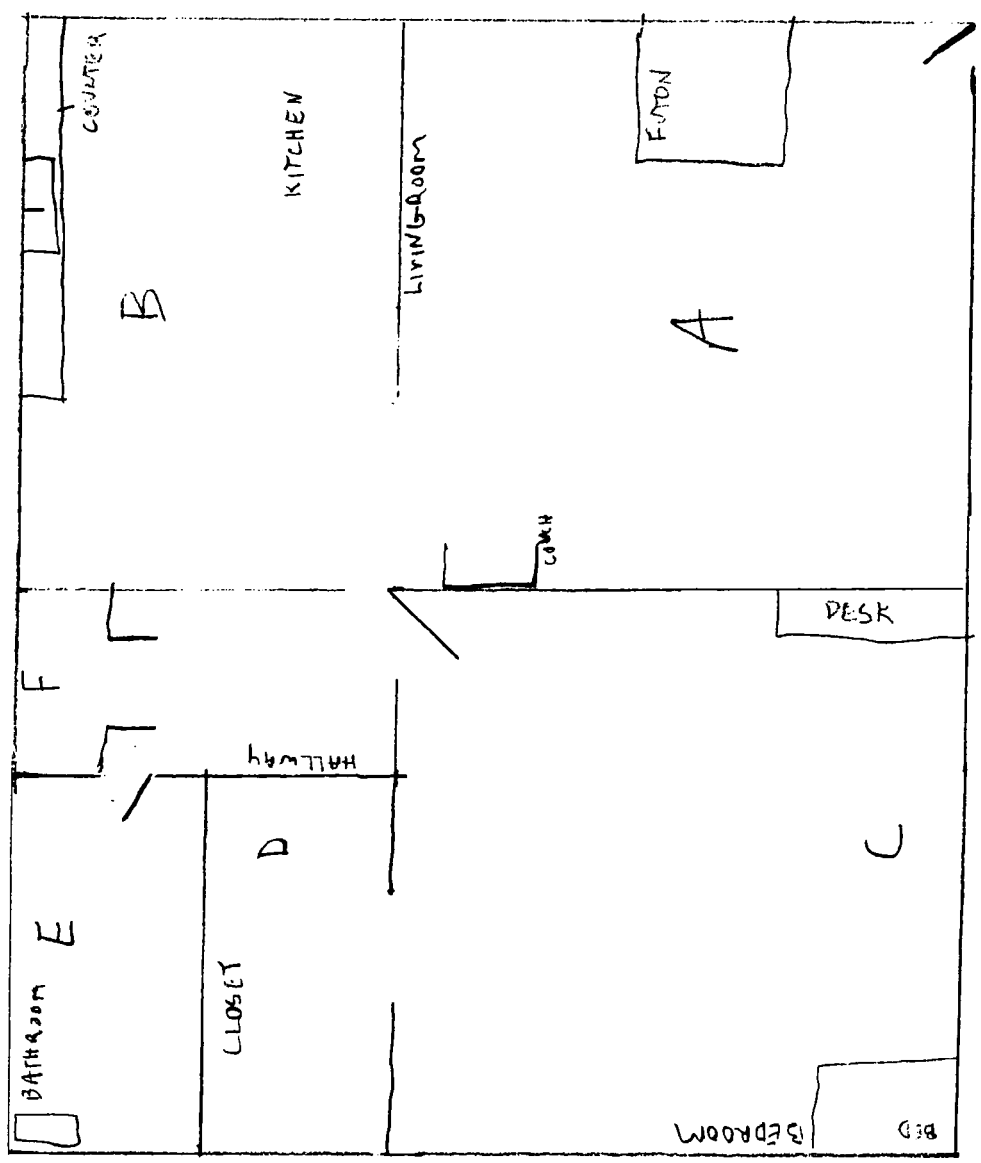 COUNTER
KITCHEN
LIVINGROOM
FUTON
B
A
COUCH
DESK
F
HALLWAY
D
C
E
BATHROOM
CLOSET
BEDROOM
BED